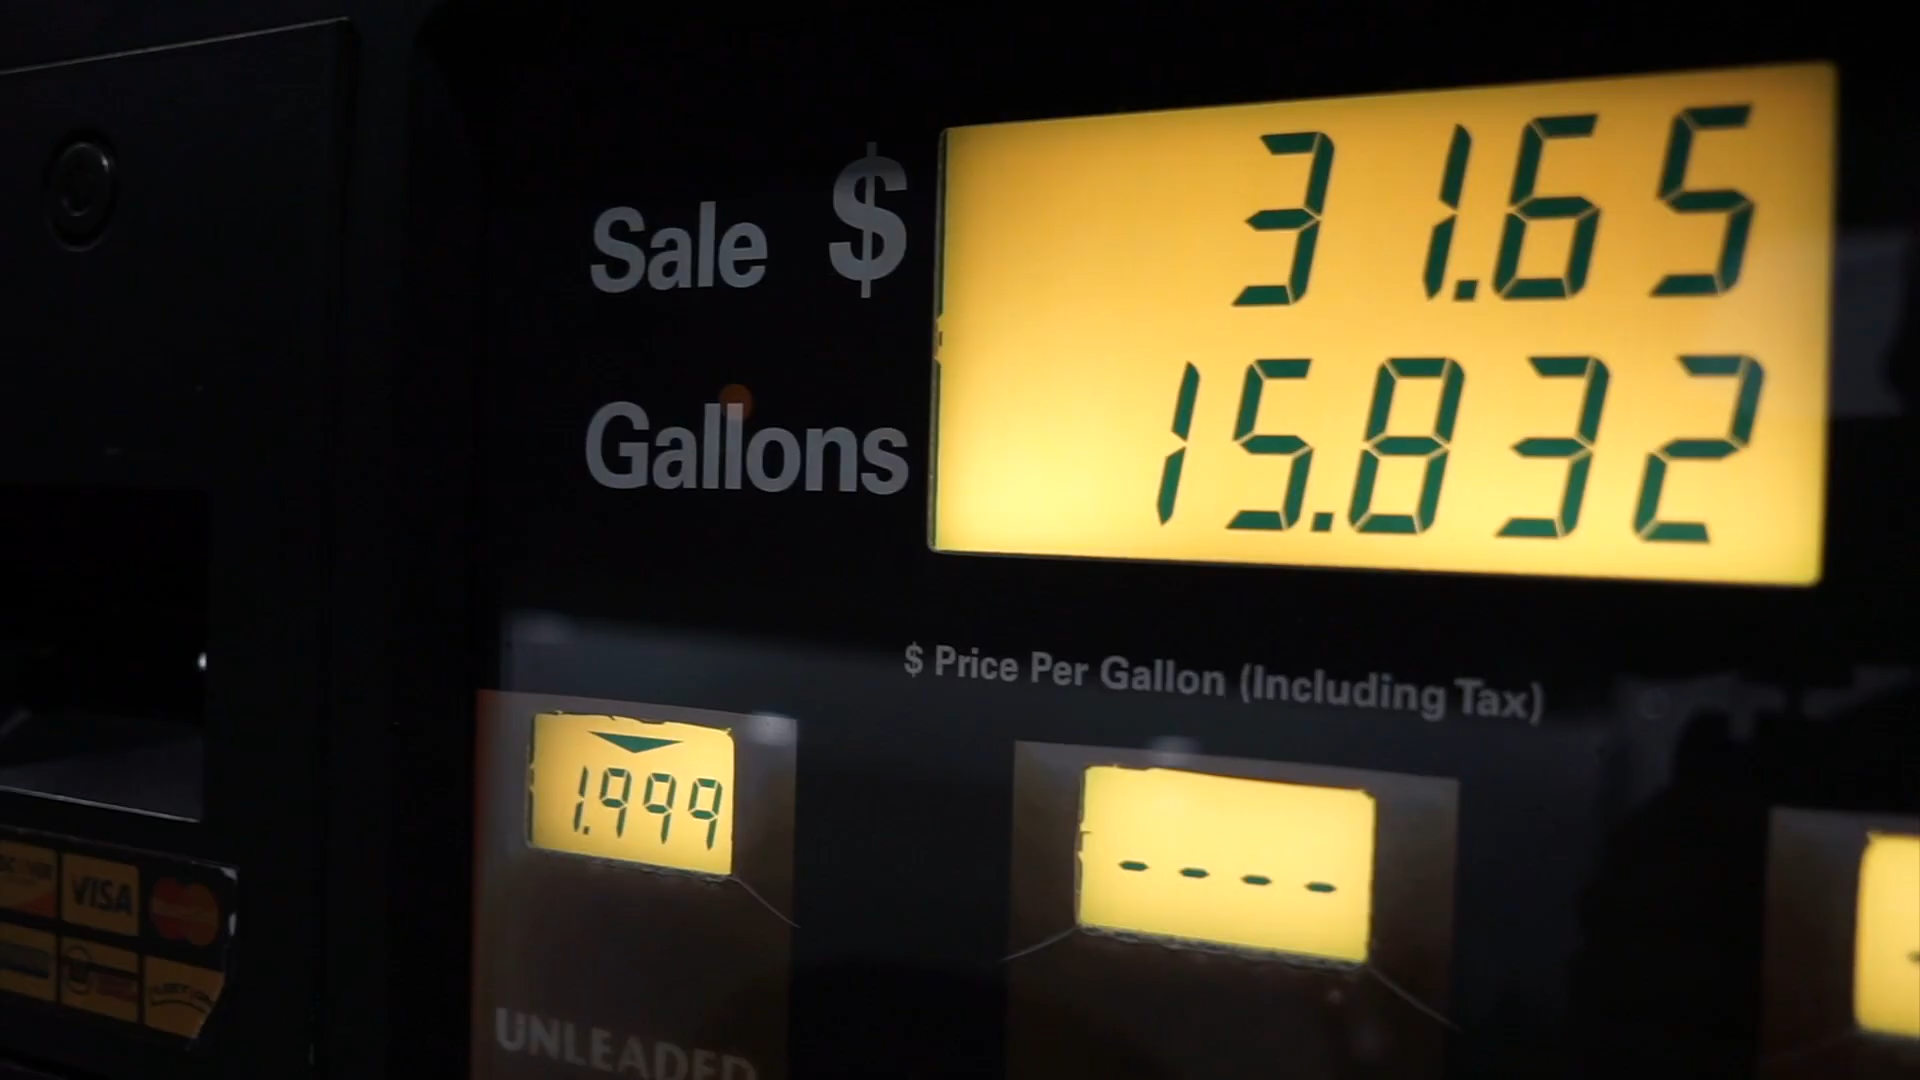 Sale $ 31.65
Gallons 15.832
$ Price Per Gallon (Including Tax)
1.999
- - - -
UNLEADED
VISA